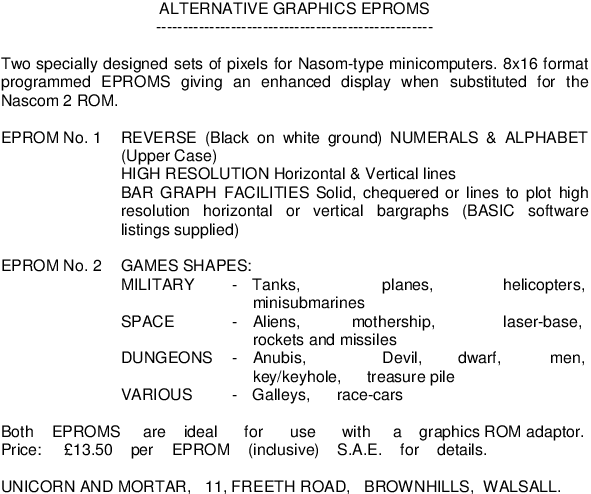 ALTERNATIVE GRAPHICS EPROMS
----------------------------------------------------
Two specially designed sets of pixels for Nasom-type minicomputers. 8x16 format
programmed EPROMS giving an enhanced display when substituted for the
Nascom 2 ROM.
EPROM No. 1 REVERSE (Black on white ground) NUMERALS & ALPHABET
(Upper Case)
HIGH RESOLUTION Horizontal & Vertical lines
BAR GRAPH FACILITIES Solid, chequered or lines to plot high
resolution horizontal or vertical bargraphs (BASIC software
listings supplied)
EPROM No. 2 GAMES SHAPES:
MILITARY - Tanks, planes, helicopters,
minisubmarines
SPACE - Aliens, mothership, laser-base,
rockets and missiles
DUNGEONS - Anubis, Devil, dwarf, men,
key/keyhole, treasure pile
VARIOUS - Galleys, race-cars
Both EPROMS are ideal for use with a graphics ROM adaptor.
Price: £13.50 per EPROM (inclusive) S.A.E. for details.
UNICORN AND MORTAR, 11, FREETH ROAD, BROWNHILLS, WALSALL.